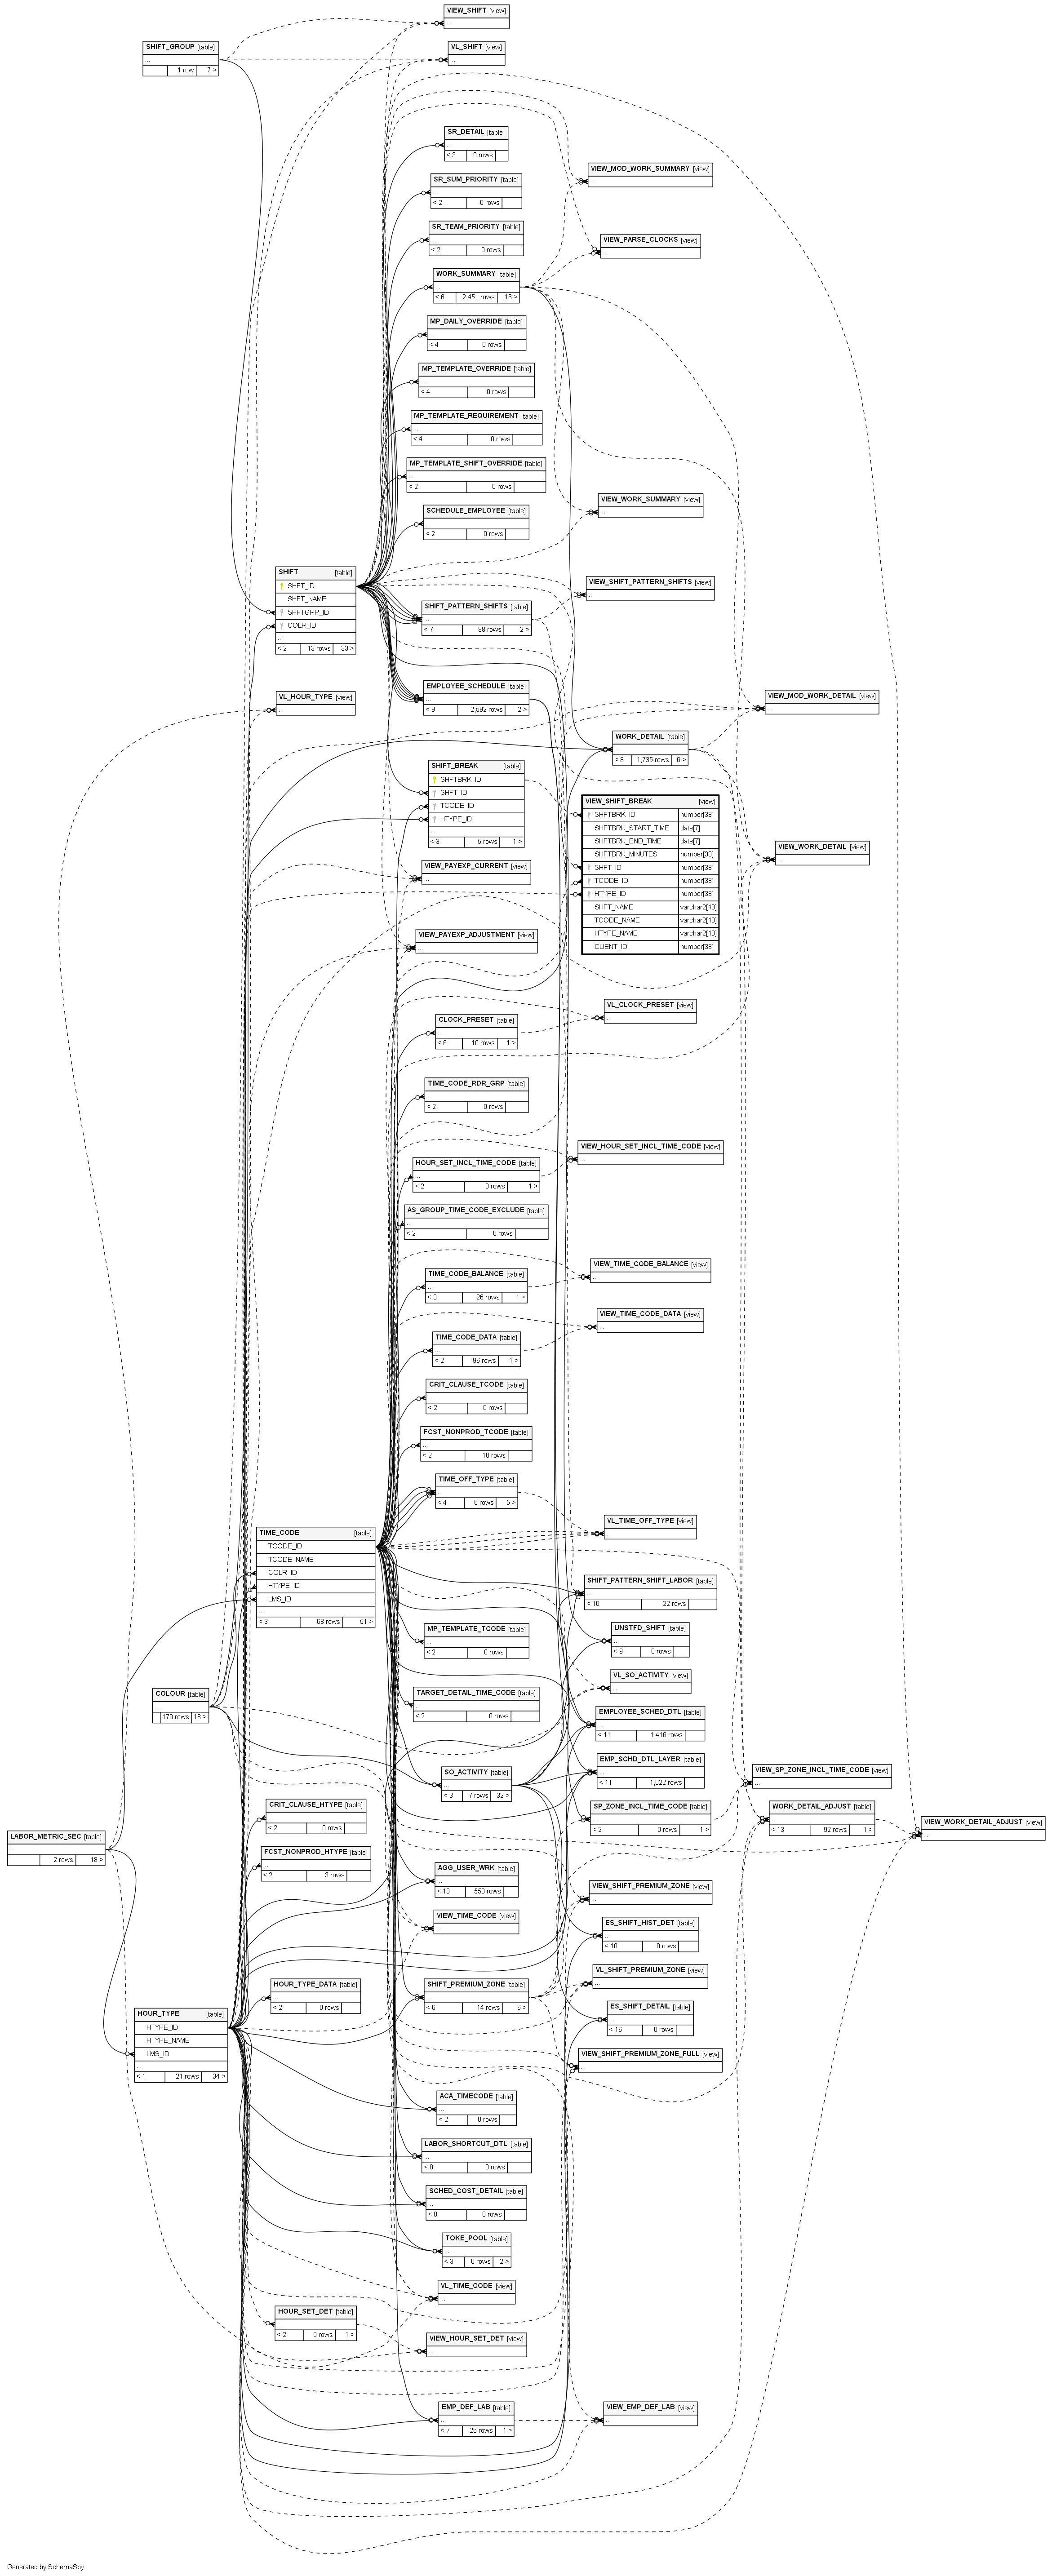 VIEW_SHIFT [view]
...
SHIFT_GROUP [table]
...
1 row 7 >
VL_SHIFT [view]
...
SR_DETAIL [table]
...
< 3 0 rows
VIEW_MOD_WORK_SUMMARY [view]
...
SR_SUM_PRIORITY [table]
...
< 2 0 rows
SR_TEAM_PRIORITY [table]
...
< 2 0 rows
VIEW_PARSE_CLOCKS [view]
...
WORK_SUMMARY [table]
...
< 6 2,451 rows 16 >
MP_DAILY_OVERRIDE [table]
...
< 4 0 rows
MP_TEMPLATE_OVERRIDE [table]
...
< 4 0 rows
MP_TEMPLATE_REQUIREMENT [table]
...
< 4 0 rows
MP_TEMPLATE_SHIFT_OVERRIDE [table]
...
< 2 0 rows
VIEW_WORK_SUMMARY [view]
...
SCHEDULE_EMPLOYEE [table]
...
< 2 0 rows
SHIFT [table]
SHFT_ID
SHFT_NAME
SHFTGRP_ID
COLR_ID
...
< 2 13 rows 33 >
VIEW_SHIFT_PATTERN_SHIFTS [view]
...
SHIFT_PATTERN_SHIFTS [table]
...
< 7 88 rows 2 >
VL_HOUR_TYPE [view]
...
EMPLOYEE_SCHEDULE [table]
...
< 9 2,592 rows 2 >
VIEW_MOD_WORK_DETAIL [view]
...
WORK_DETAIL [table]
...
< 8 1,735 rows 6 >
SHIFT_BREAK [table]
SHFTBRK_ID
SHFT_ID
TCODE_ID
HTYPE_ID
...
< 3 5 rows 1 >
VIEW_SHIFT_BREAK [view]
SHFTBRK_ID number[38]
SHFTBRK_START_TIME date[7]
SHFTBRK_END_TIME date[7]
SHFTBRK_MINUTES number[38]
SHFT_ID number[38]
TCODE_ID number[38]
HTYPE_ID number[38]
SHFT_NAME varchar2[40]
TCODE_NAME varchar2[40]
HTYPE_NAME varchar2[40]
CLIENT_ID number[38]
VIEW_WORK_DETAIL [view]
...
VIEW_PAYEXP_CURRENT [view]
...
VIEW_PAYEXP_ADJUSTMENT [view]
...
VL_CLOCK_PRESET [view]
...
CLOCK_PRESET [table]
...
< 6 10 rows 1 >
TIME_CODE_RDR_GRP [table]
...
< 2 0 rows
VIEW_HOUR_SET_INCL_TIME_CODE [view]
...
HOUR_SET_INCL_TIME_CODE [table]
...
< 2 0 rows 1 >
AS_GROUP_TIME_CODE_EXCLUDE [table]
...
< 2 0 rows
VIEW_TIME_CODE_BALANCE [view]
...
TIME_CODE_BALANCE [table]
...
< 3 26 rows 1 >
VIEW_TIME_CODE_DATA [view]
...
TIME_CODE_DATA [table]
...
< 2 96 rows 1 >
CRIT_CLAUSE_TCODE [table]
...
< 2 0 rows
FCST_NONPROD_TCODE [table]
...
< 2 10 rows
TIME_OFF_TYPE [table]
...
< 4 6 rows 5 >
VL_TIME_OFF_TYPE [view]
...
TIME_CODE [table]
TCODE_ID
TCODE_NAME
COLR_ID
HTYPE_ID
LMS_ID
...
< 3 68 rows 51 >
SHIFT_PATTERN_SHIFT_LABOR [table]
...
< 10 22 rows
MP_TEMPLATE_TCODE [table]
...
< 2 0 rows
UNSTFD_SHIFT [table]
...
< 9 0 rows
VL_SO_ACTIVITY [view]
...
COLOUR [table]
...
179 rows 18 >
TARGET_DETAIL_TIME_CODE [table]
...
< 2 0 rows
EMPLOYEE_SCHED_DTL [table]
...
< 11 1,416 rows
SO_ACTIVITY [table]
...
< 3 7 rows 32 >
EMP_SCHD_DTL_LAYER [table]
...
< 11 1,022 rows
VIEW_SP_ZONE_INCL_TIME_CODE [view]
...
CRIT_CLAUSE_HTYPE [table]
...
< 2 0 rows
SP_ZONE_INCL_TIME_CODE [table]
...
< 2 0 rows 1 >
WORK_DETAIL_ADJUST [table]
...
< 13 92 rows 1 >
VIEW_WORK_DETAIL_ADJUST [view]
...
LABOR_METRIC_SEC [table]
...
2 rows 18 >
FCST_NONPROD_HTYPE [table]
...
< 2 3 rows
AGG_USER_WRK [table]
...
< 13 550 rows
VIEW_SHIFT_PREMIUM_ZONE [view]
...
VIEW_TIME_CODE [view]
...
ES_SHIFT_HIST_DET [table]
...
< 10 0 rows
VL_SHIFT_PREMIUM_ZONE [view]
...
HOUR_TYPE_DATA [table]
...
< 2 0 rows
SHIFT_PREMIUM_ZONE [table]
...
< 6 14 rows 6 >
HOUR_TYPE [table]
HTYPE_ID
HTYPE_NAME
LMS_ID
...
< 1 21 rows 34 >
ES_SHIFT_DETAIL [table]
...
< 16 0 rows
VIEW_SHIFT_PREMIUM_ZONE_FULL [view]
...
ACA_TIMECODE [table]
...
< 2 0 rows
LABOR_SHORTCUT_DTL [table]
...
< 8 0 rows
SCHED_COST_DETAIL [table]
...
< 8 0 rows
TOKE_POOL [table]
...
< 3 0 rows 2 >
VL_TIME_CODE [view]
...
HOUR_SET_DET [table]
...
< 2 0 rows 1 >
VIEW_HOUR_SET_DET [view]
...
EMP_DEF_LAB [table]
...
< 7 26 rows 1 >
VIEW_EMP_DEF_LAB [view]
...
Generated by SchemaSpy